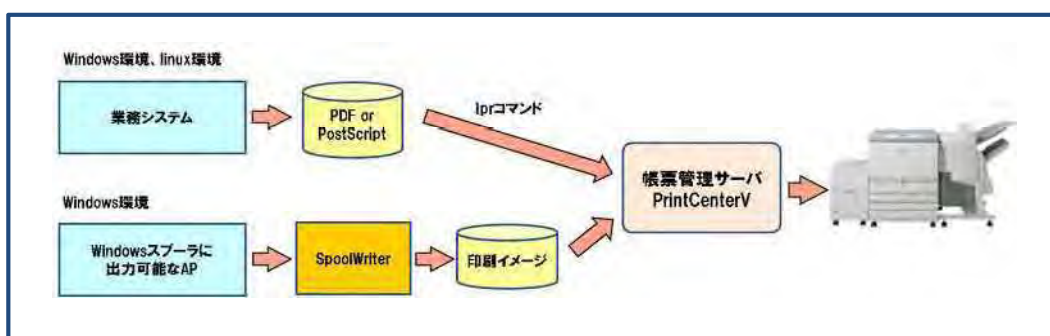 Windows環境、linux環境
業務システム
PDF or
PostScript
lprコマンド
帳票管理サーバ
PrintCenterV
Windows環境
Windowsスプーラに
出力可能なAP
SpoolWriter
印刷イメージ